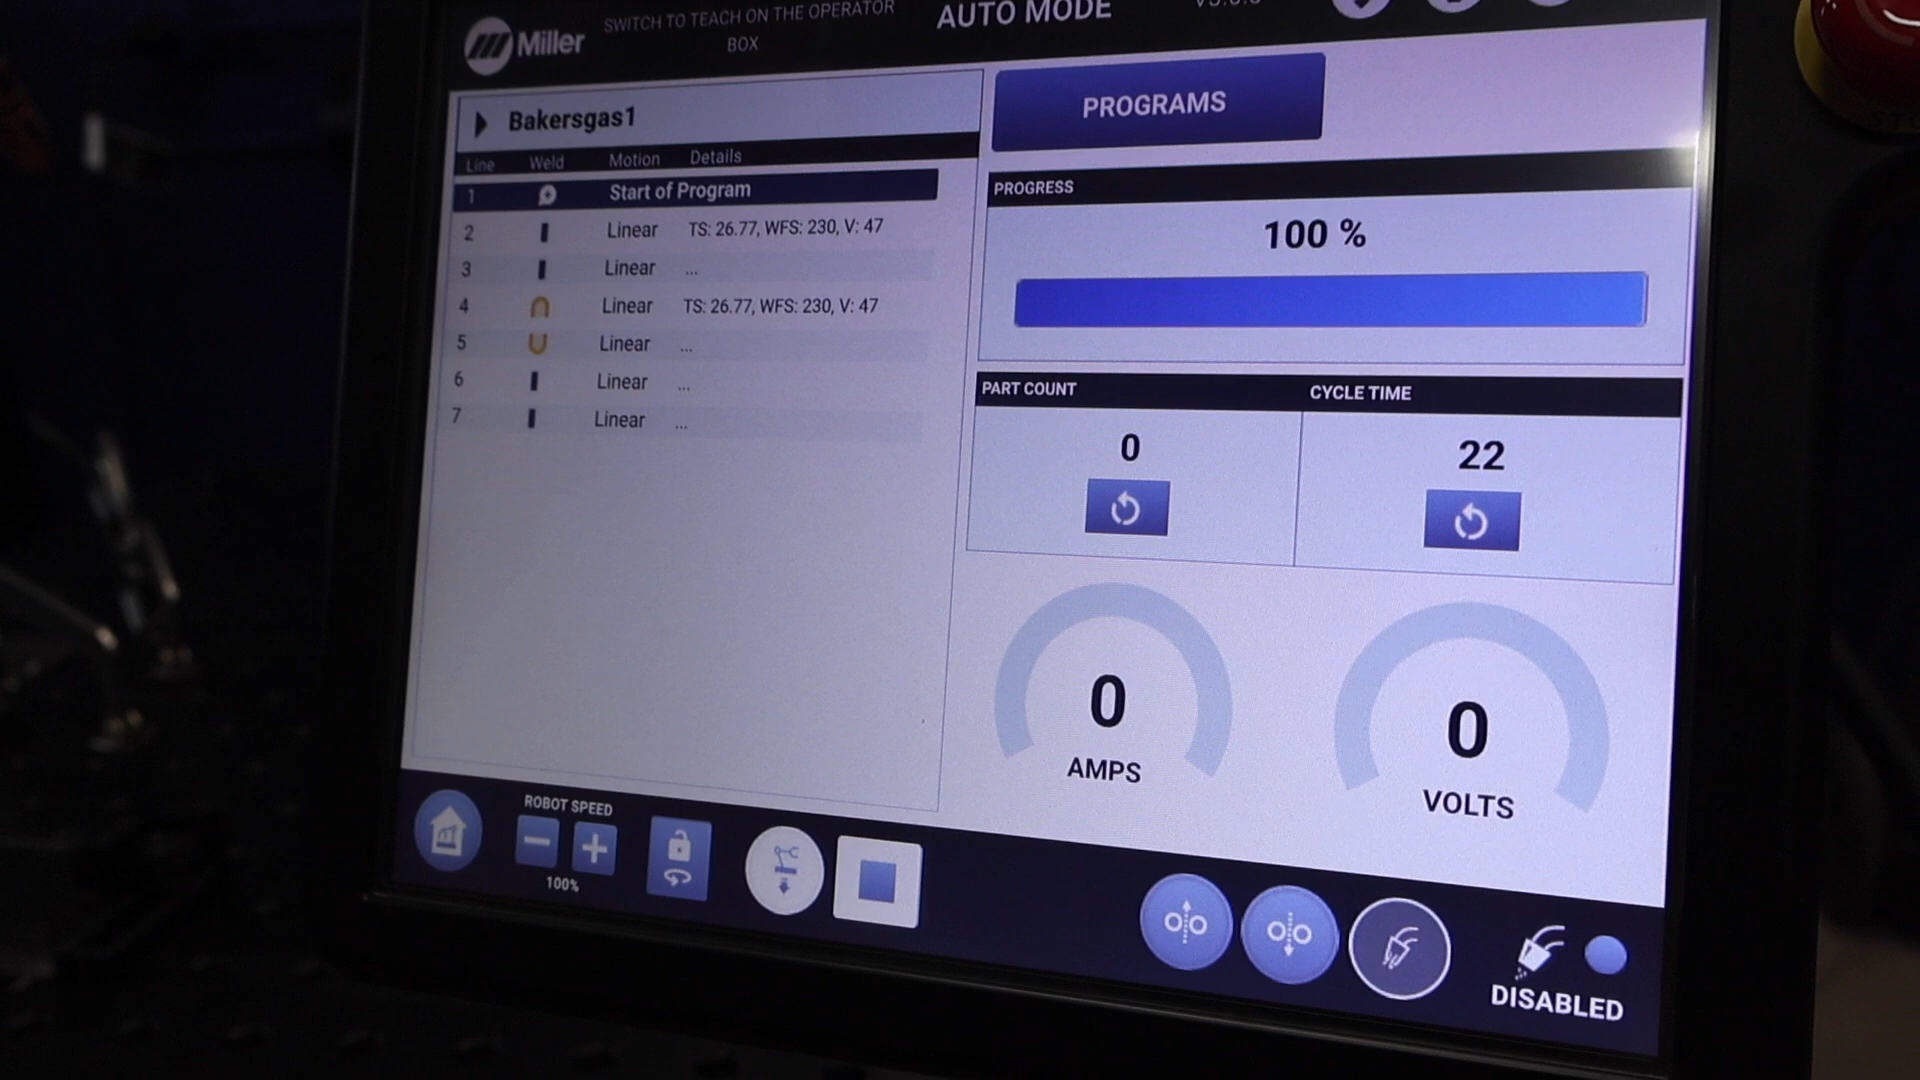 Miller
SWITCH TO TEACH ON THE OPERATOR
BOX
AUTO MODE
Bakersgas1
Line Weld Motion Details
1 Start of Program
2 Linear TS: 26.77, WFS: 230, V: 47
3 Linear ...
4 Linear TS: 26.77, WFS: 230, V: 47
5 Linear ...
6 Linear ...
7 Linear ...
PROGRAMS
PROGRESS
100 %
PART COUNT
0
CYCLE TIME
22
0
AMPS
0
VOLTS
ROBOT SPEED
100%
DISABLED